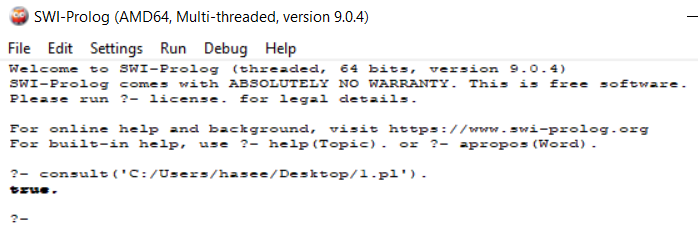 SWI-Prolog (AMD64, Multi-threaded, version 9.0.4)
File Edit Settings Run Debug Help
Welcome to SWI-Prolog (threaded, 64 bits, version 9.0.4)
SWI-Prolog comes with ABSOLUTELY NO WARRANTY. This is free software.
Please run ?- license. for legal details.
For online help and background, visit https://www.swi-prolog.org
For built-in help, use ?- help(Topic). or ?- apropos(Word).
?- consult('C:/Users/hasee/Desktop/1.pl').
true.
?-